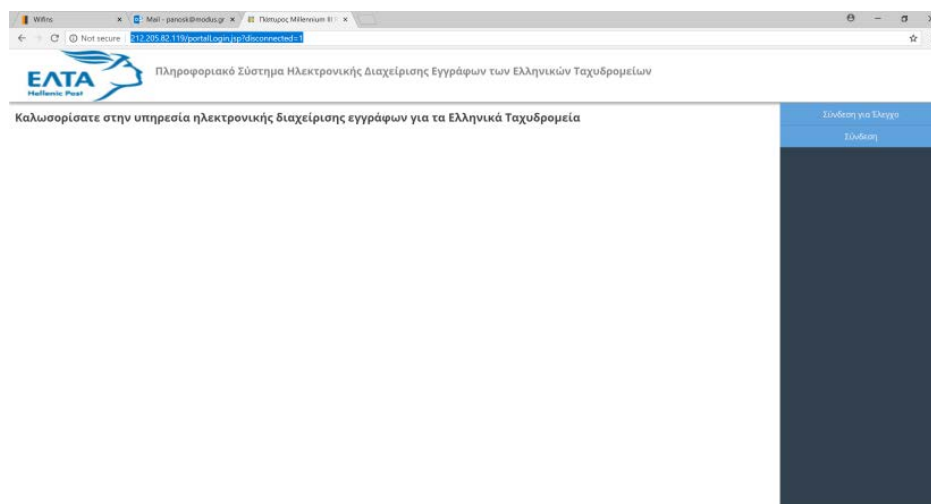 Wifins
Mail - panosk@modus.gr
Πάπυρος Millennium III
Not secure
212.205.82.119/portalLogin.jsp?disconnected=1
ΕΛΤΑ
Hellenic Post
Πληροφοριακό Σύστημα Ηλεκτρονικής Διαχείρισης Εγγράφων των Ελληνικών Ταχυδρομείων
Καλωσορίσατε στην υπηρεσία ηλεκτρονικής διαχείρισης εγγράφων για τα Ελληνικά Ταχυδρομεία
Σύνδεση για Έλεγχο
Σύνδεση